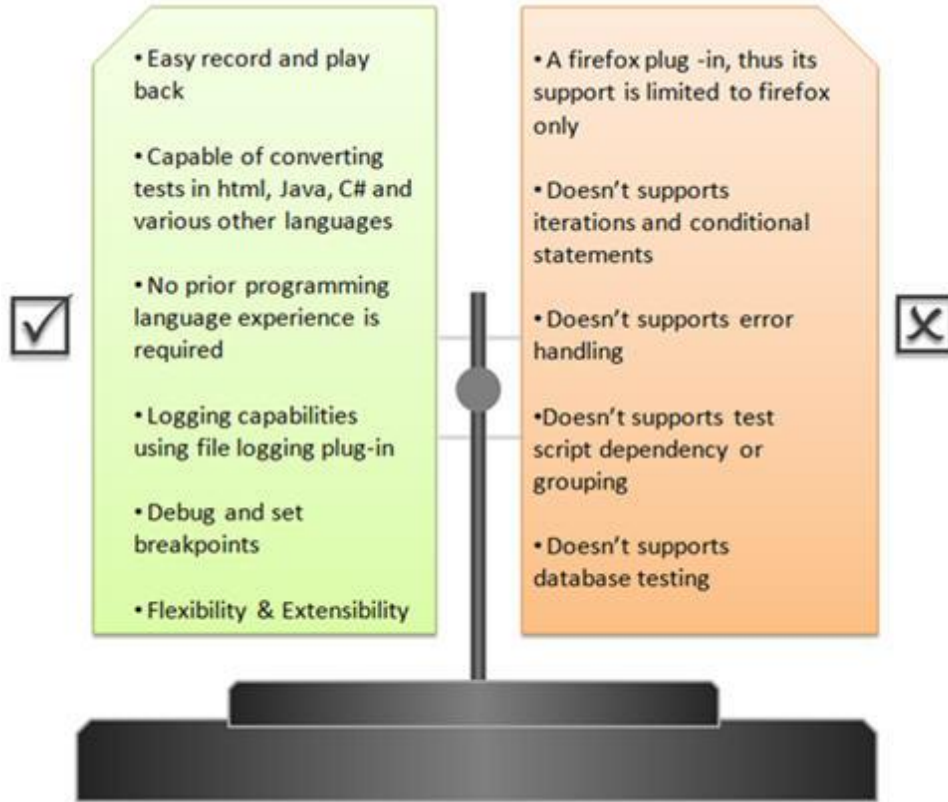 • Easy record and play
back
• Capable of converting
tests in html, Java, C# and
various other languages
• No prior programming
language experience is
required
• Logging capabilities
using file logging plug-in
• Debug and set
breakpoints
• Flexibility & Extensibility
• A firefox plug -in, thus its
support is limited to firefox
only
• Doesn't supports
iterations and conditional
statements
• Doesn't supports error
handling
•Doesn't supports test
script dependency or
grouping
• Doesn't supports
database testing